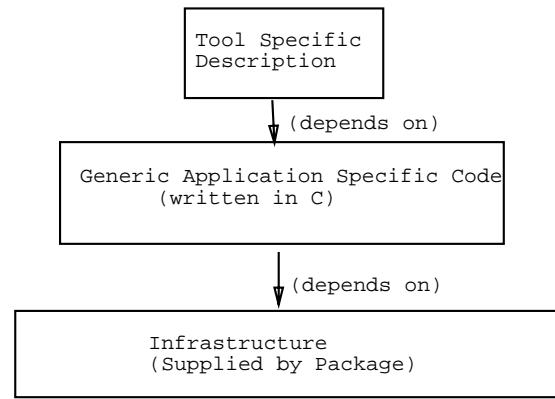 Tool Specific
Description
(depends on)
Generic Application Specific Code
(written in C)
(depends on)
Infrastructure
(Supplied by Package)